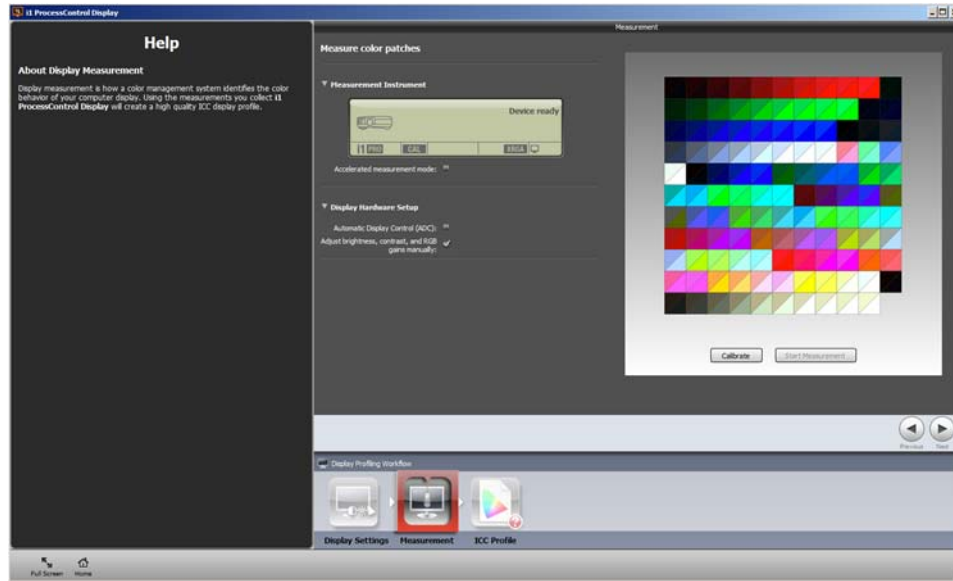 i1 ProcessControl Display
Help
About Display Measurement
Display measurement is how a color management system identifies the color
behavior of your computer display. Using the measurements you collect i1
ProcessControl Display will create a high quality ICC display profile.
Measurement
Measure color patches
Measurement Instrument
Device ready
i1 PRO CAL XRGA
Accelerated measurement mode:
Display Hardware Setup
Automatic Display Control (ADC):
Adjust brightness, contrast, and RGB
gains manually:
Calibrate Start Measurement
Previous Next
Display Profiling Workflow
Display Settings Measurement ICC Profile
Full Screen Home